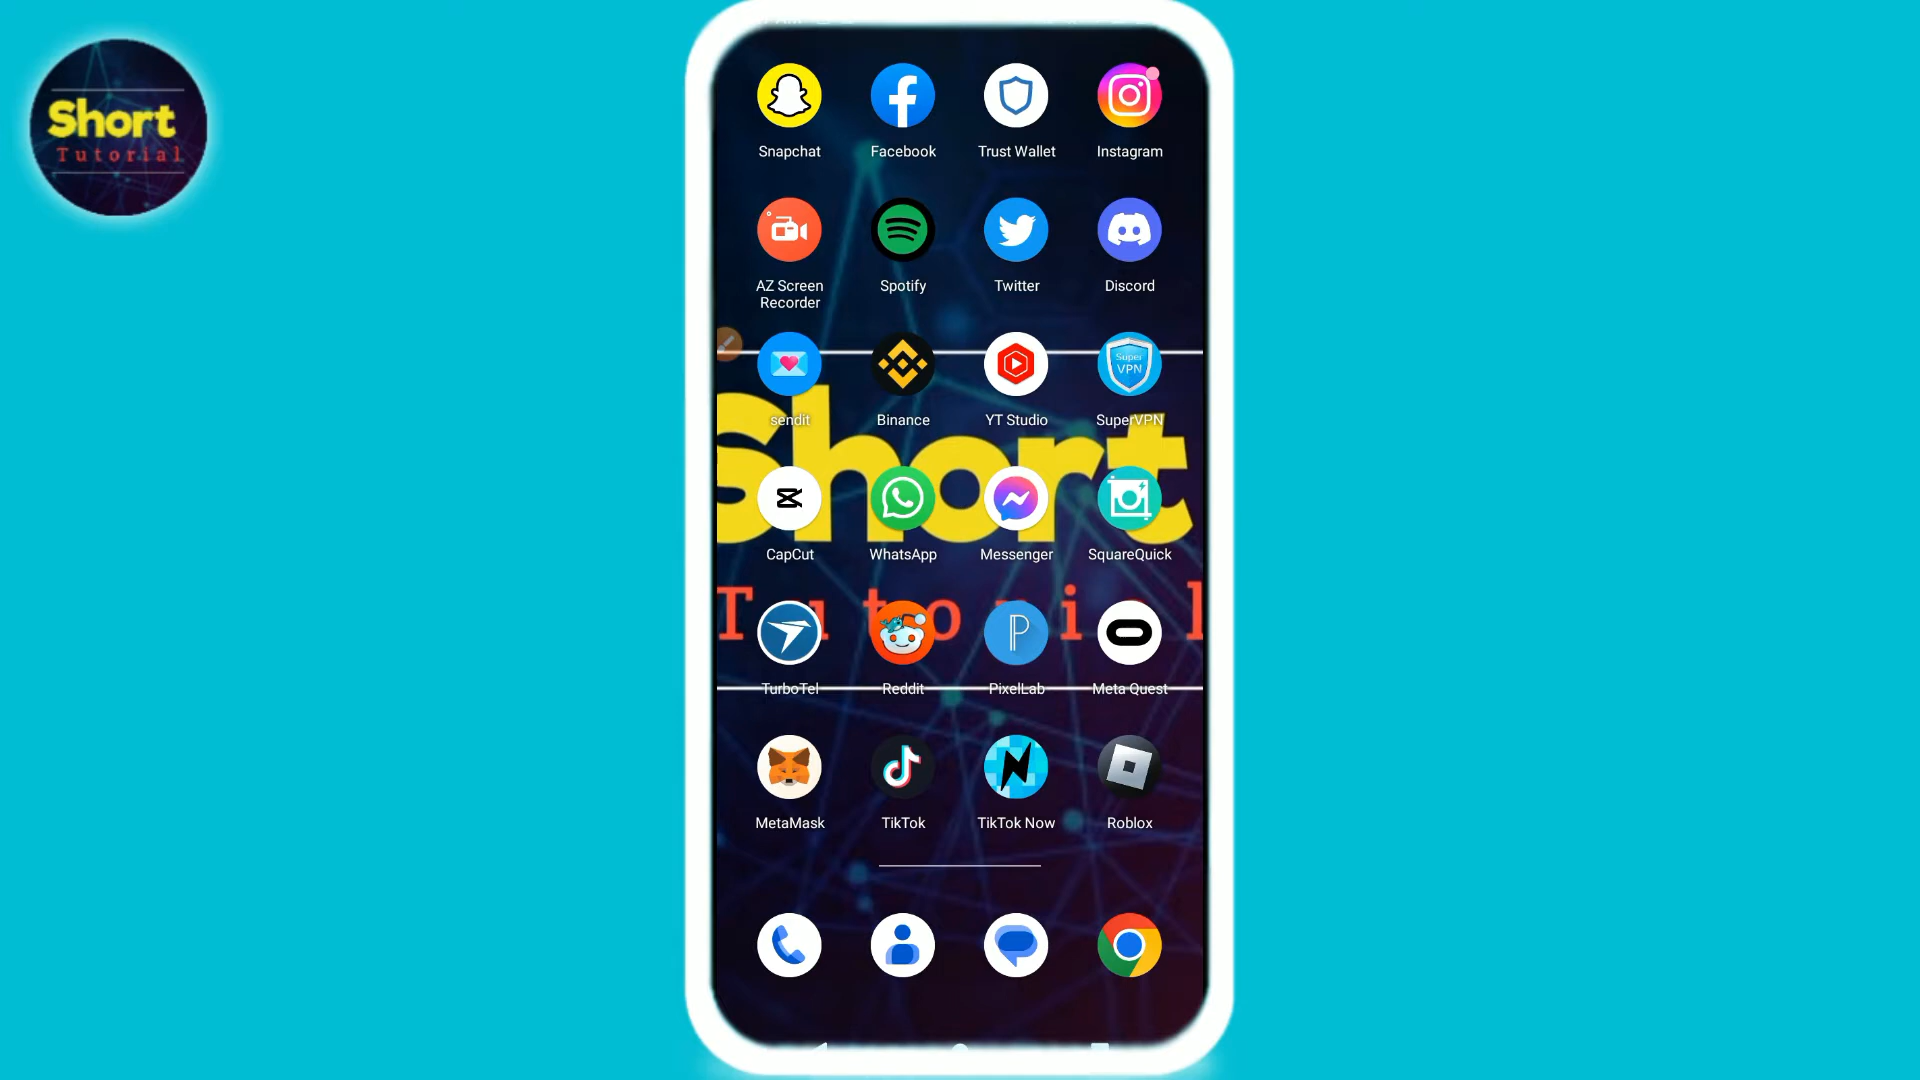 Short
Tutorial
Snapchat
Facebook
Trust Wallet
Instagram
AZ Screen
Recorder
Spotify
Twitter
Discord
sendit
Binance
YT Studio
Super
VPN
SuperVPN
Short
CapCut
WhatsApp
Messenger
SquareQuick
TurboTel
Reddit
PixelLab
Meta Quest
MetaMask
TikTok
TikTok Now
Roblox